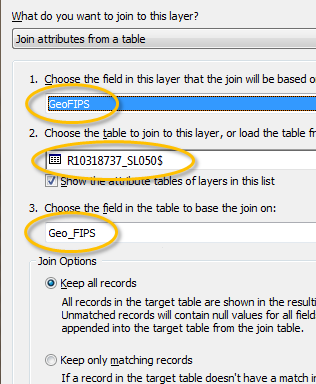 What do you want to join to this layer?
Join attributes from a table
1. Choose the field in this layer that the join will be based o
GeoFIPS
2. Choose the table to join to this layer, or load the table fr
R10318737_SL050$
Show the attribute tables of layers in this list
3. Choose the field in the table to base the join on:
Geo_FIPS
Join Options
Keep all records
All records in the target table are shown in the resulti
Unmatched records will contain null values for all field
appended into the target table from the join table.
Keep only matching records
If a record in the target table doesn't have a match i